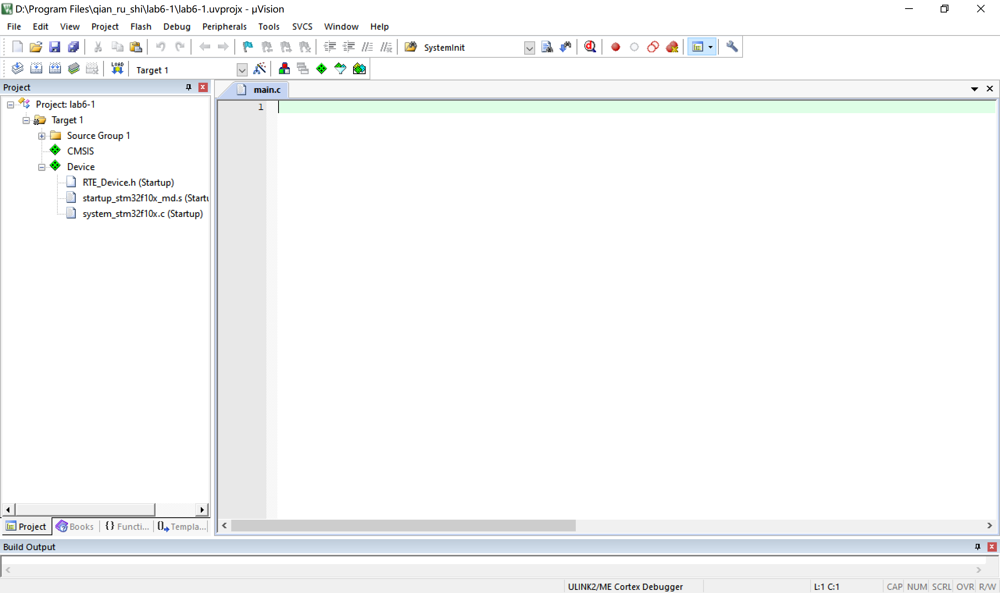 D:\Program Files\qian_ru_shi\lab6-1\lab6-1.uvprojx - µVision
File Edit View Project Flash Debug Peripherals Tools SVCS Window Help
SystemInit
LOAD Target 1
Project
main.c
Project: lab6-1
1
Target 1
Source Group 1
CMSIS
Device
RTE_Device.h (Startup)
startup_stm32f10x_md.s (Startu
system_stm32f10x.c (Startup)
Project Books {} Functi... Templa...
Build Output
ULINK2/ME Cortex Debugger L:1 C:1 CAP NUM SCRL OVR R/W